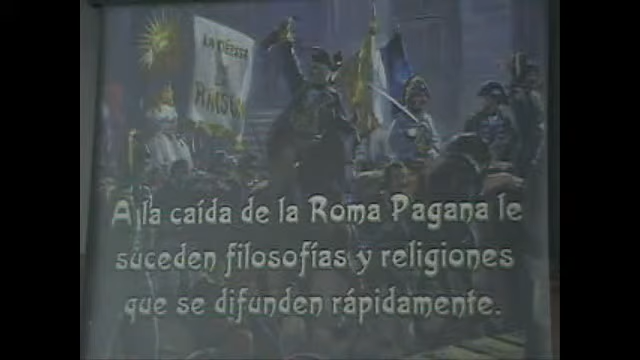 A la caída de la Roma Pagana le
suceden filosofías y religiones
que se difunden rápidamente.